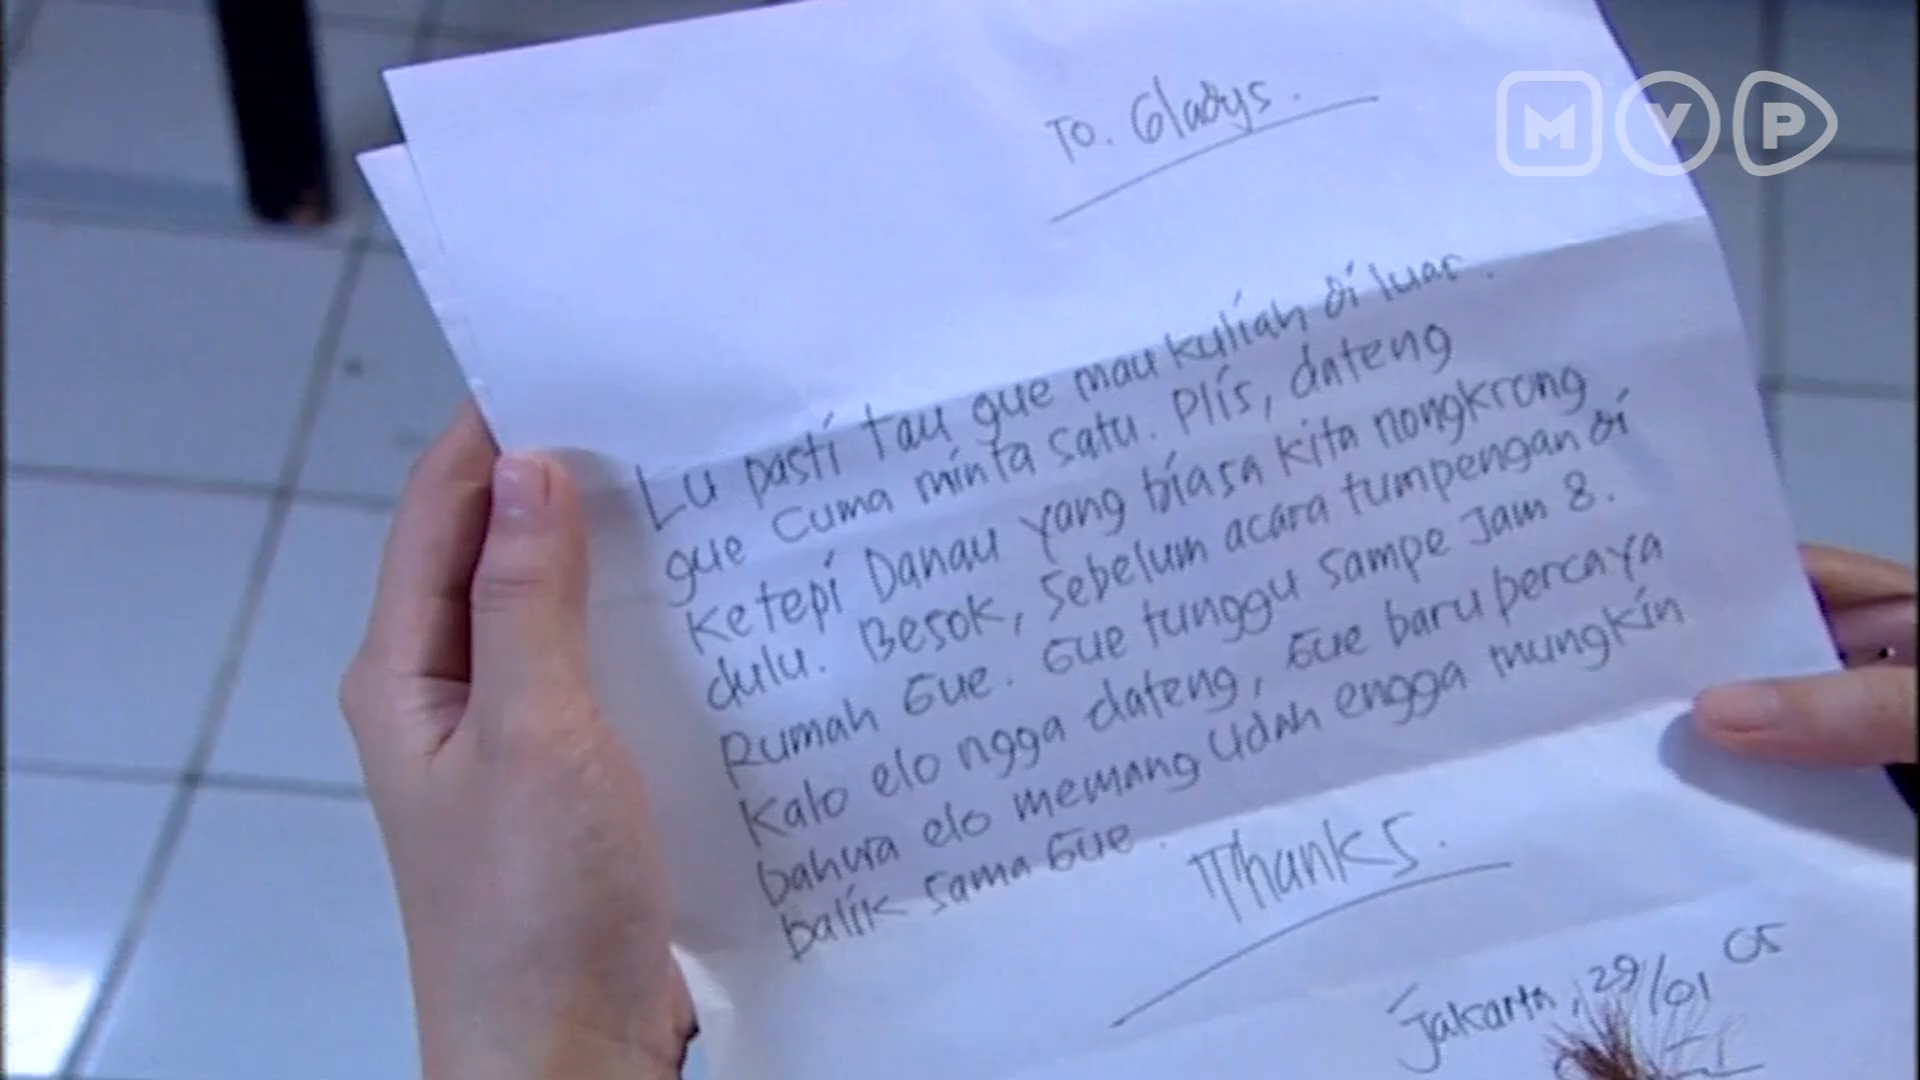 MVP
To. Gladys.
Lu pasti tau gue mau kuliah di luar.
gue cuma minta satu. Plis, dateng
Ketepi Danau yang biasa kita nongkrong
dulu. Besok, sebelum acara tumpengan di
Rumah Gue. Gue tunggu sampe Jam 8.
Kalo elo ngga dateng, Gue baru percaya
bahwa elo memang udah engga mungkin
balik sama Gue.
Thanks.
Jakarta, 29/01 05